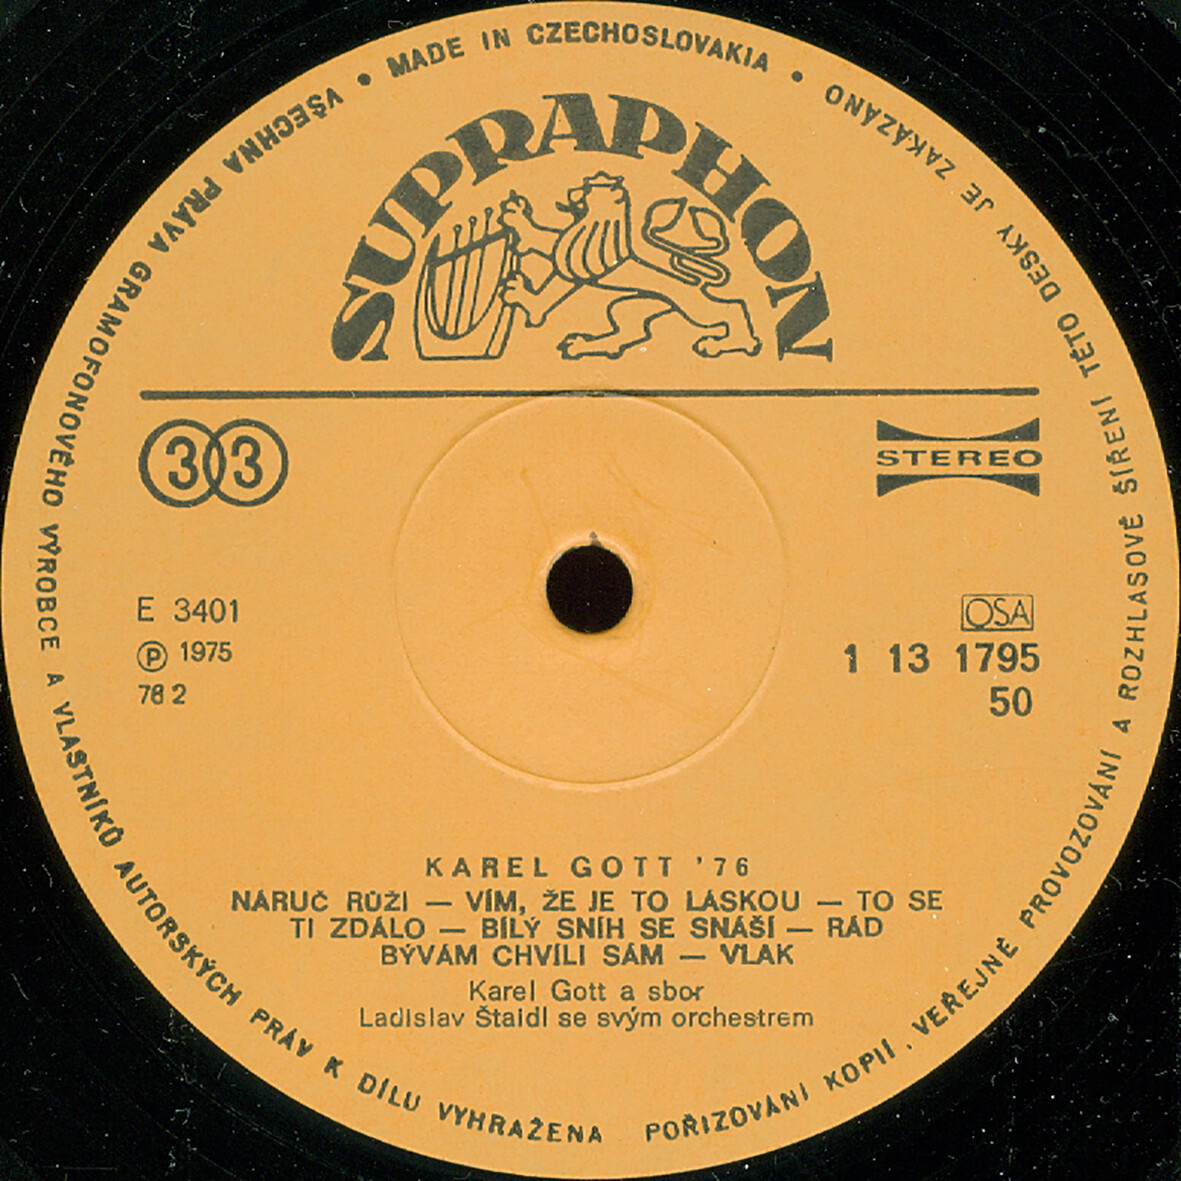 MADE IN CZECHOSLOVAKIA
VŠECHNA PRÁVA GRAMOFONOVÉHO VÝROBCE A VLASTNÍKŮ AUTORSKÝCH PRÁV K DÍLU VYHRAŽENA
POŘIZOVÁNÍ KOPIÍ . VEŘEJNÉ PROVOZOVÁNÍ A ROZHLASOVÉ ŠÍŘENÍ TÉTO DESKY JE ZAKÁZÁNO
SUPRAPHON
33
STEREO
E 3401
Ⓟ 1975
78 2
OSA
1 13 1795
50
KAREL GOTT '76
NÁRUČ RŮŽÍ — VÍM, ŽE JE TO LÁSKOU — TO SE
TI ZDÁLO — BÍLÝ SNÍH SE SNÁŠÍ — RÁD
BÝVÁM CHVÍLI SÁM — VLAK
Karel Gott a sbor
Ladislav Štaidl se svým orchestrem